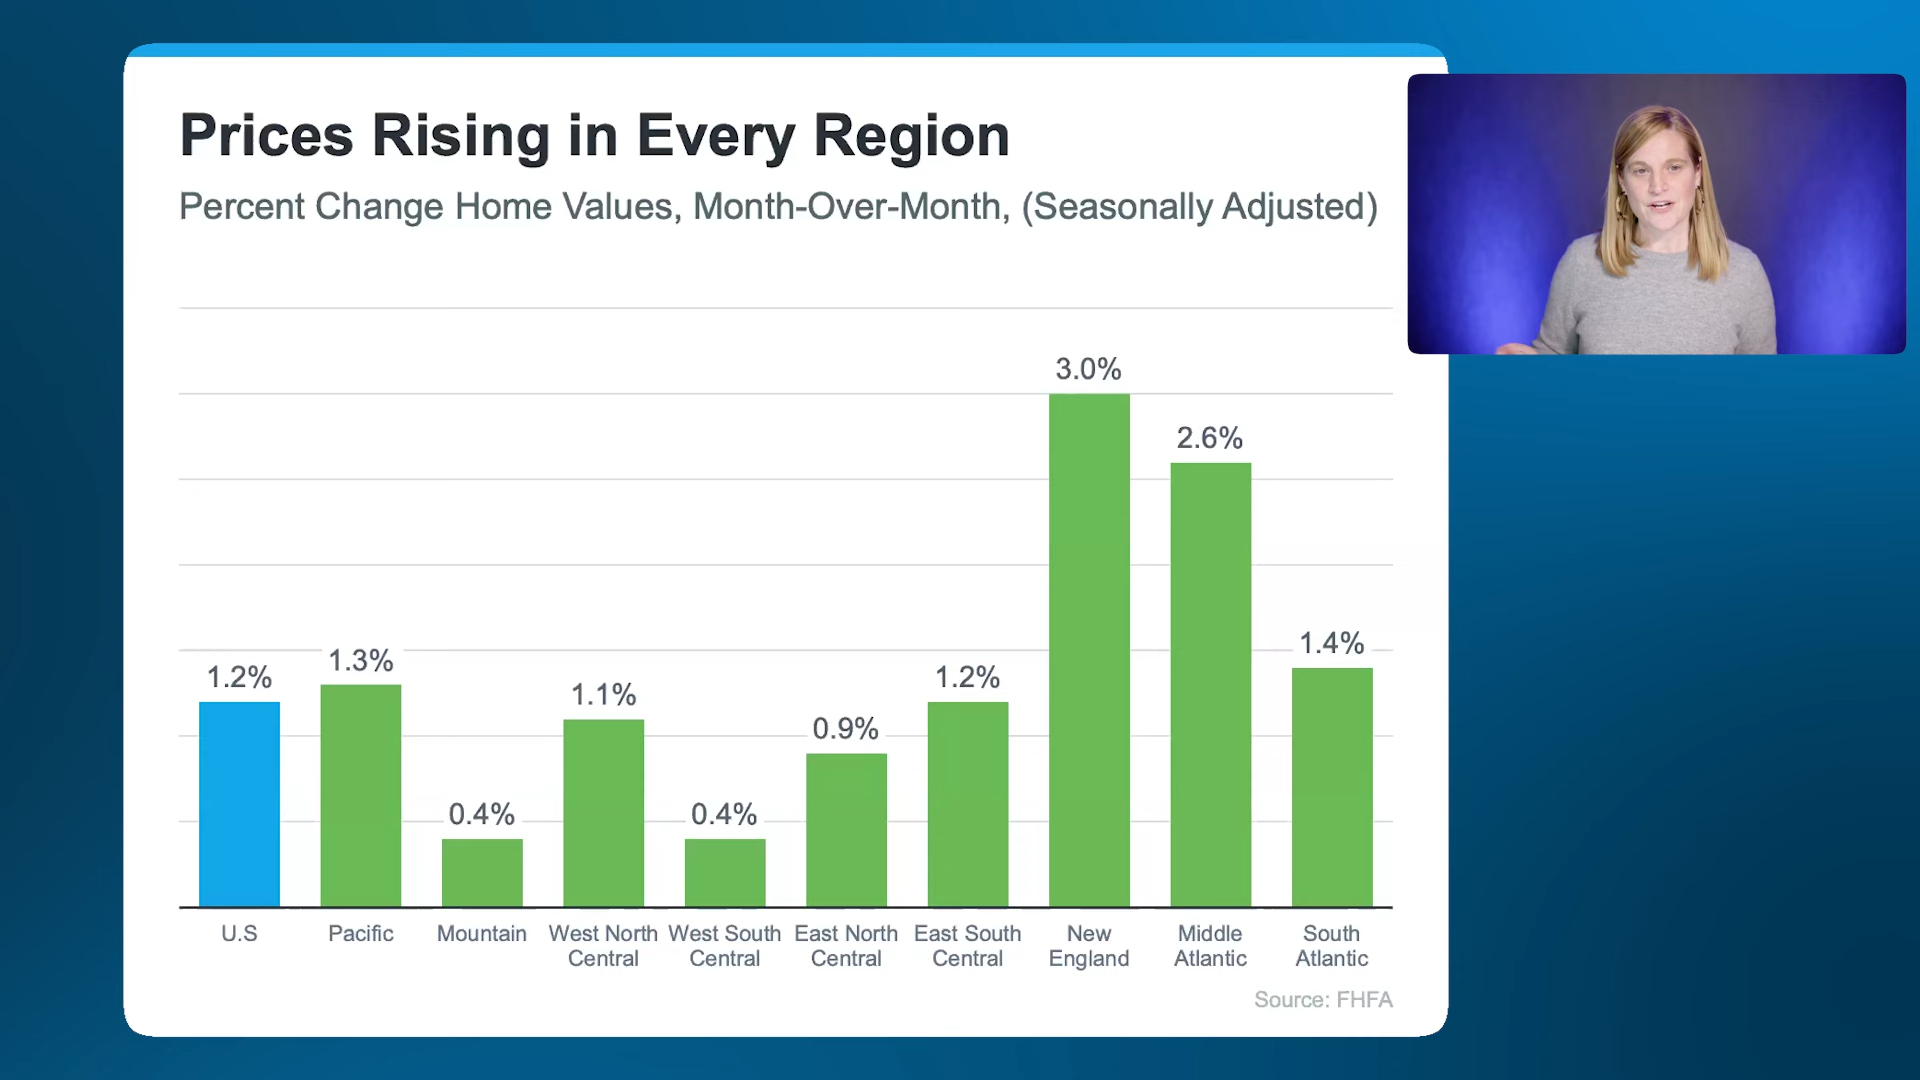 Prices Rising in Every Region
Percent Change Home Values, Month-Over-Month, (Seasonally Adjusted)
1.2%
1.3%
0.4%
1.1%
0.4%
0.9%
1.2%
3.0%
2.6%
1.4%
U.S
Pacific
Mountain
West North
Central
West South
Central
East North
Central
East South
Central
New
England
Middle
Atlantic
South
Atlantic
Source: FHFA